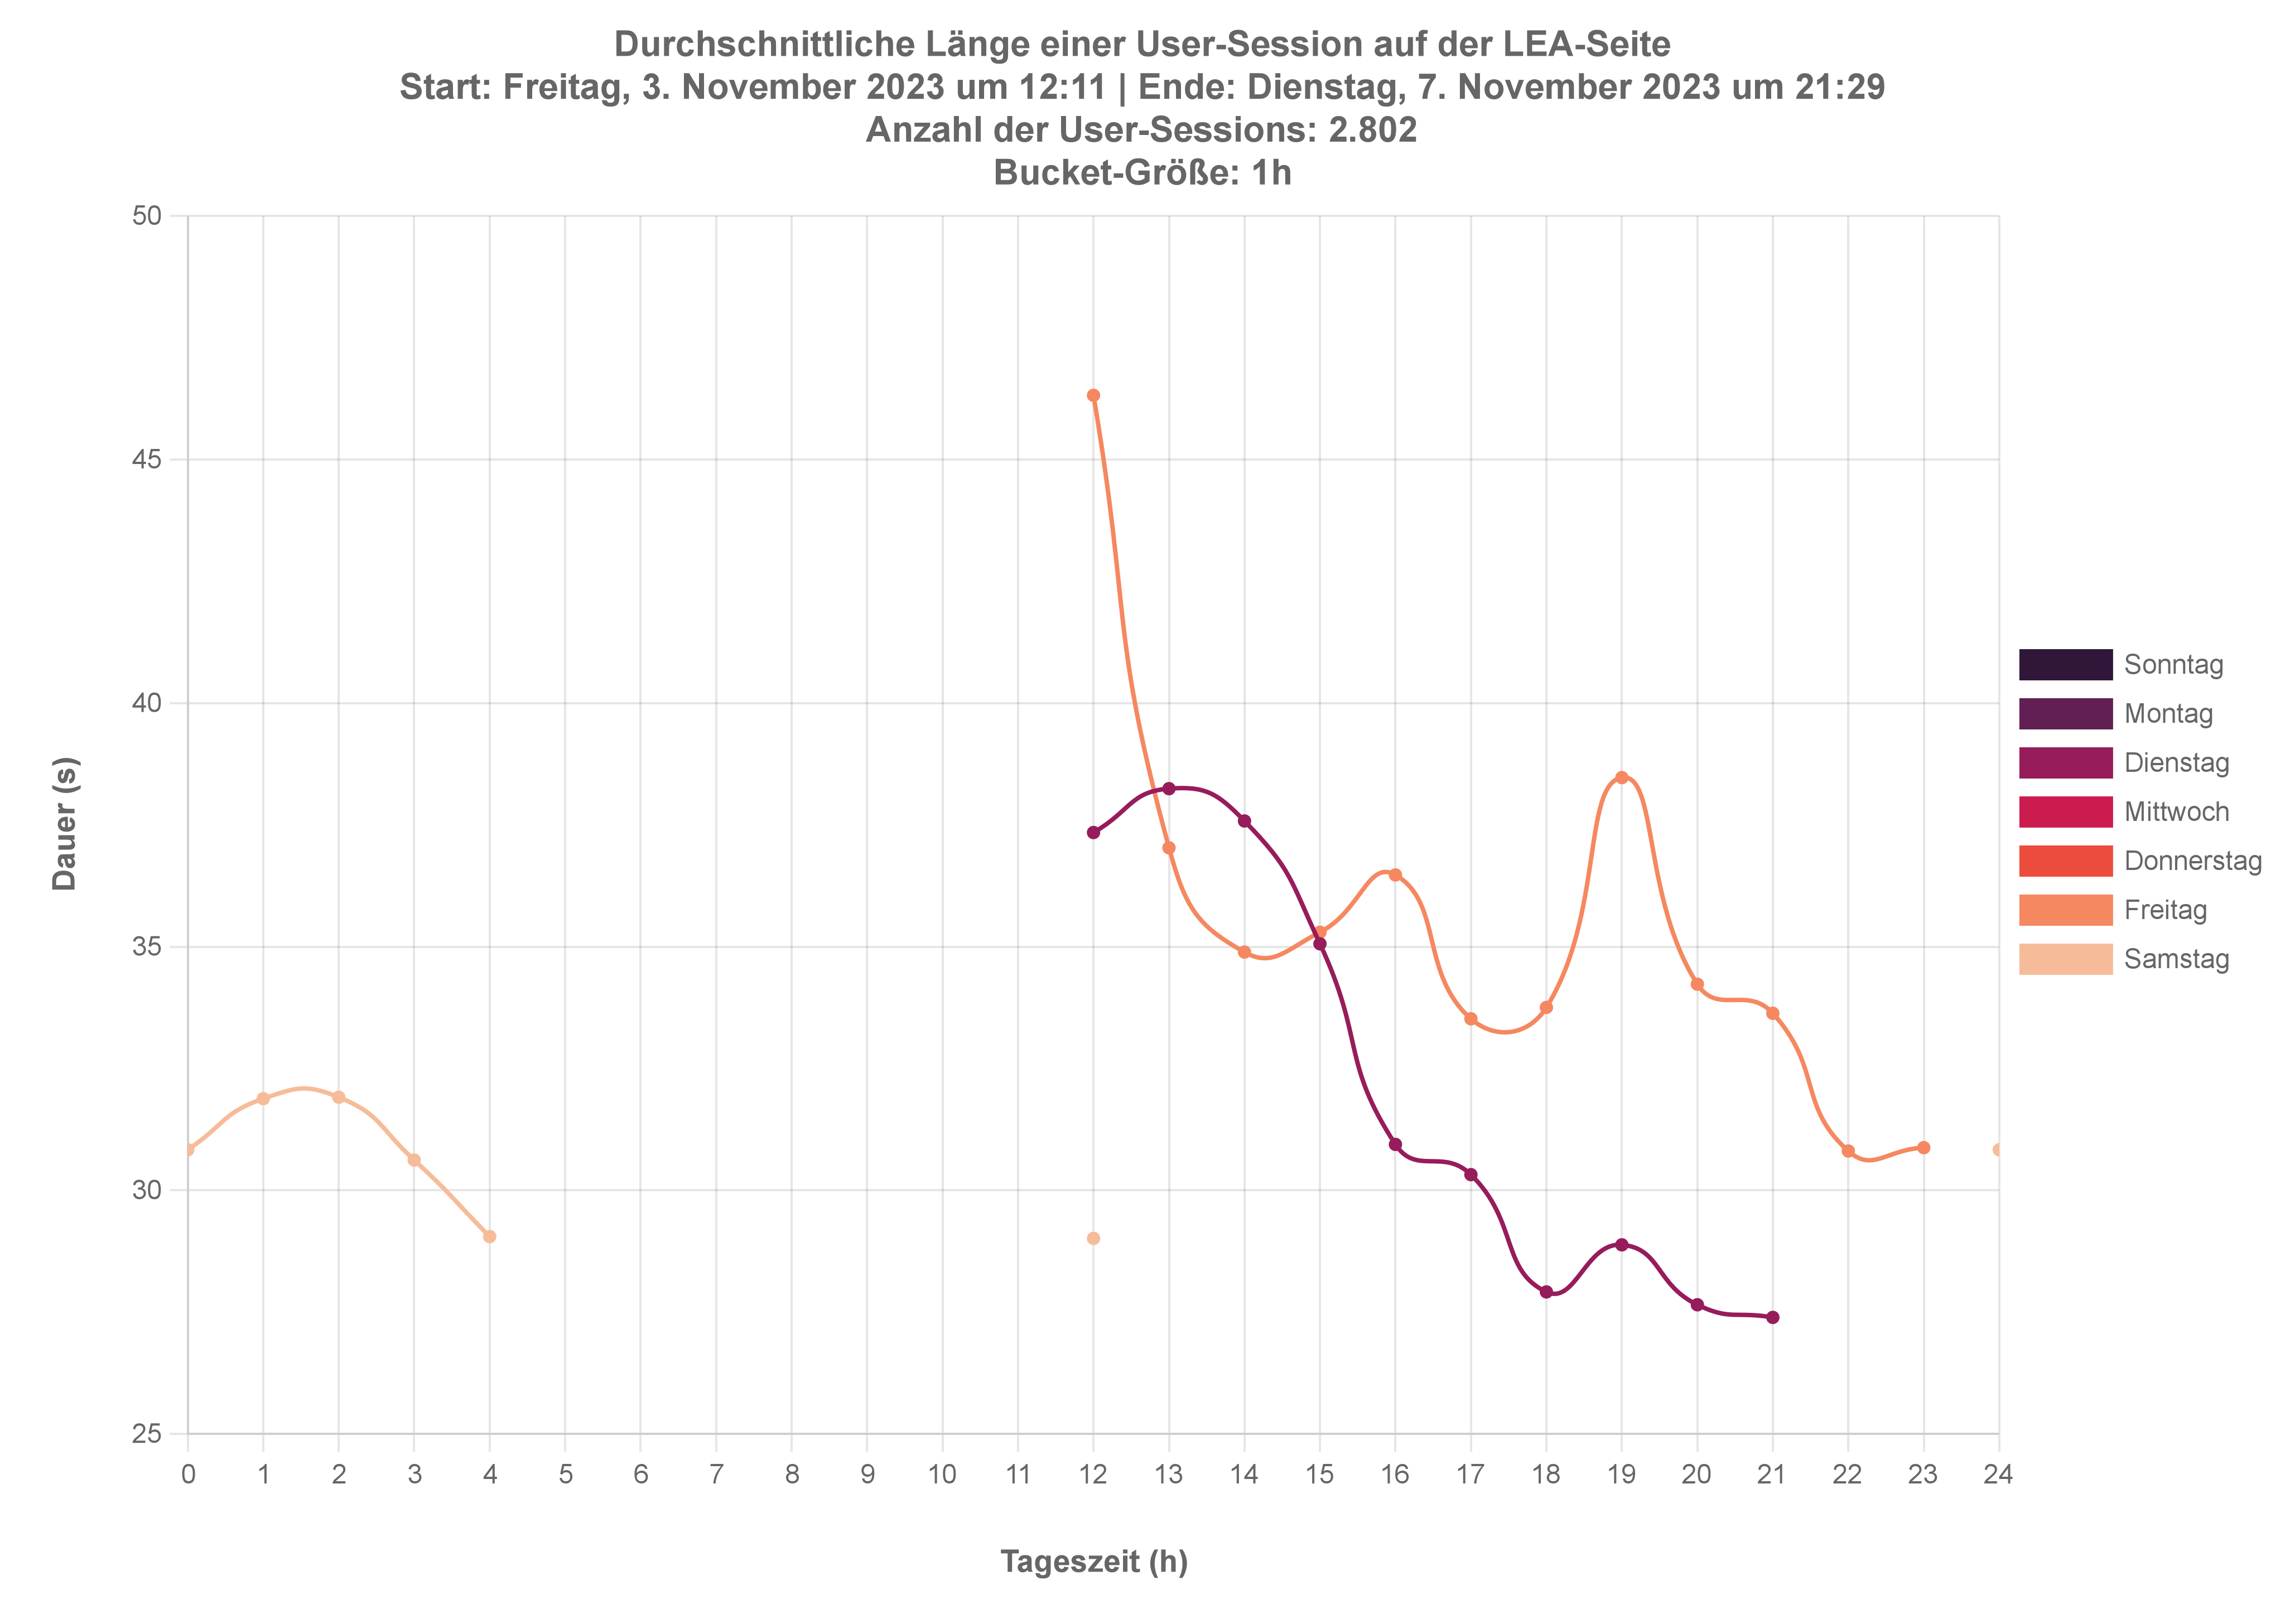 Durchschnittliche Länge einer User-Session auf der LEA-Seite
Start: Freitag, 3. November 2023 um 12:11 | Ende: Dienstag, 7. November 2023 um 21:29
Anzahl der User-Sessions: 2.802
Bucket-Größe: 1h
50
45
40
35
30
25
Dauer (s)
0 1 2 3 4 5 6 7 8 9 10 11 12 13 14 15 16 17 18 19 20 21 22 23 24
Tageszeit (h)
Sonntag
Montag
Dienstag
Mittwoch
Donnerstag
Freitag
Samstag